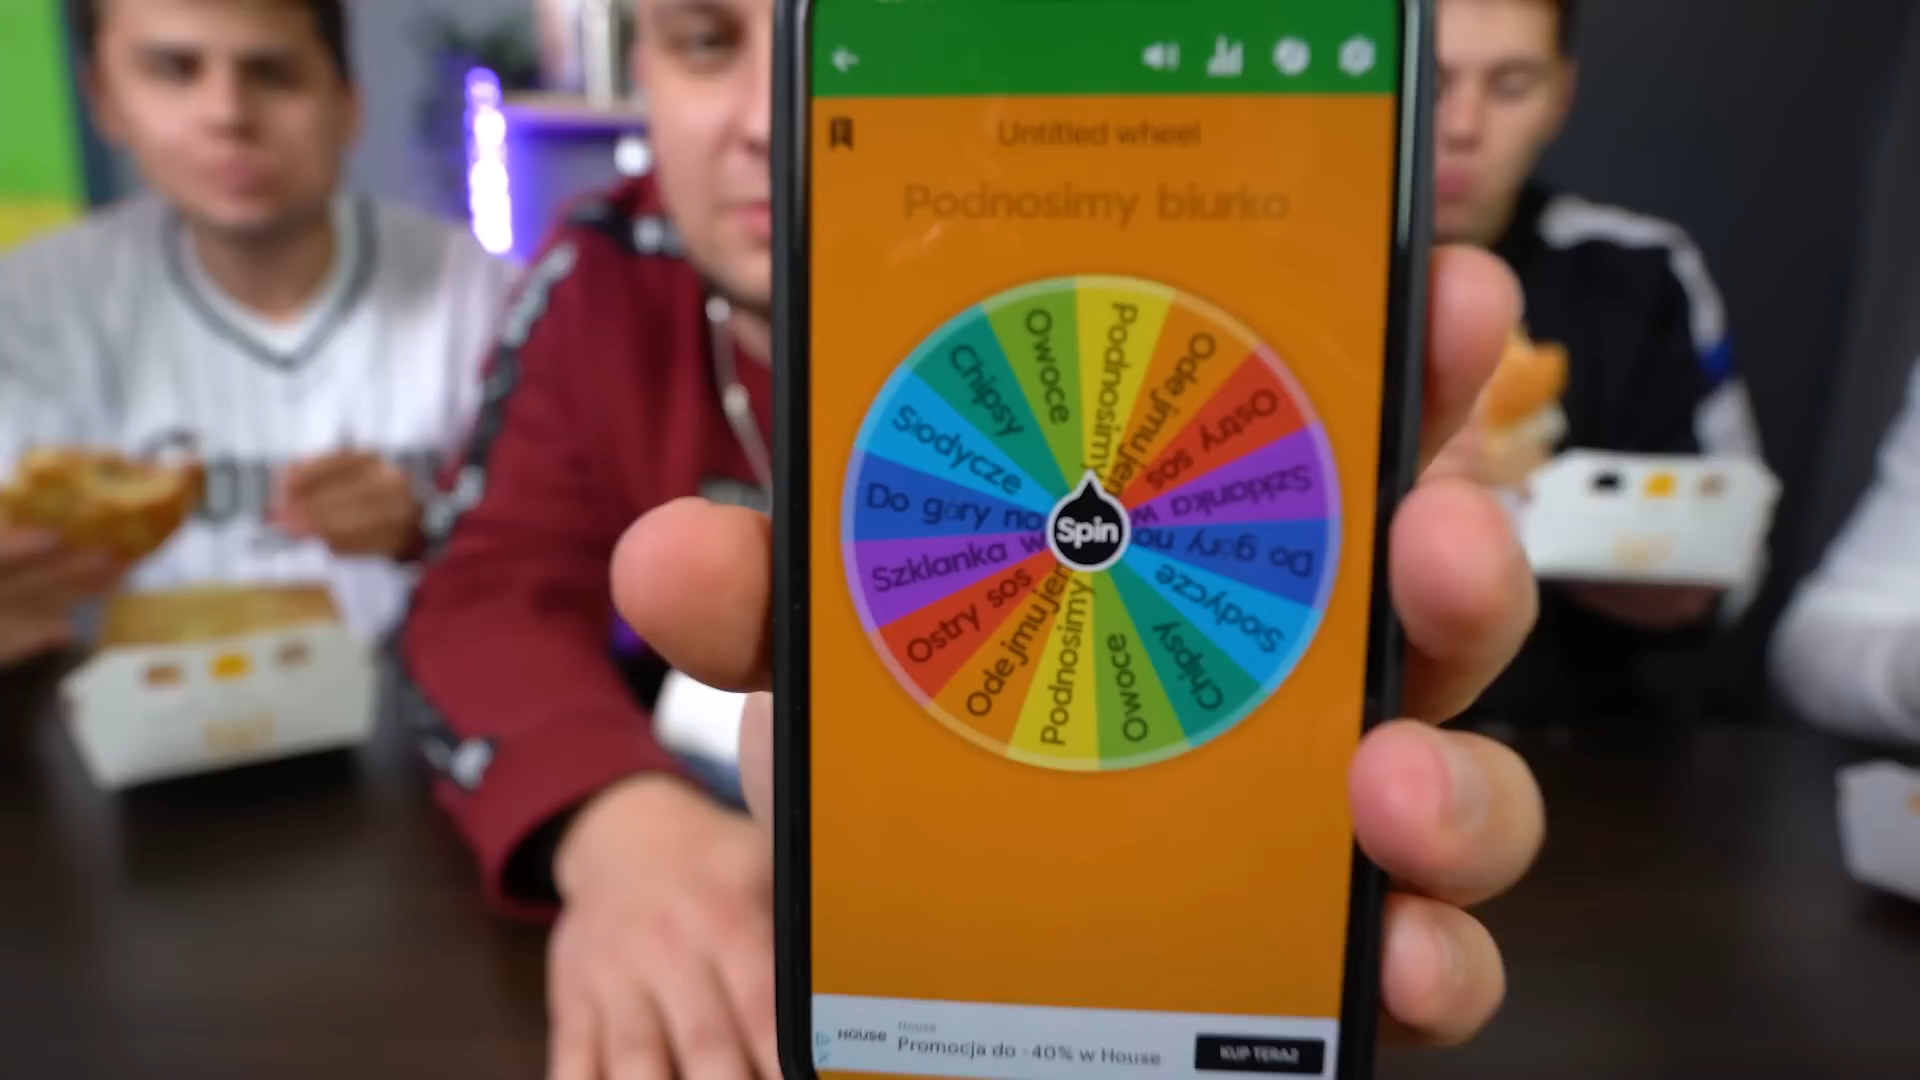 Untitled wheel
Podnosimy biurko
Podnosimy
Odejmujem
Ostry sos
Szklanka w
Do góry no
Słodycze
Chipsy
Owoce
Podnosimy
Odejmujem
Ostry sos
Szklanka w
Do góry no
Słodycze
Chipsy
Owoce
Spin
HOUSE
House
Promocja do -40% w House
KUP TERAZ